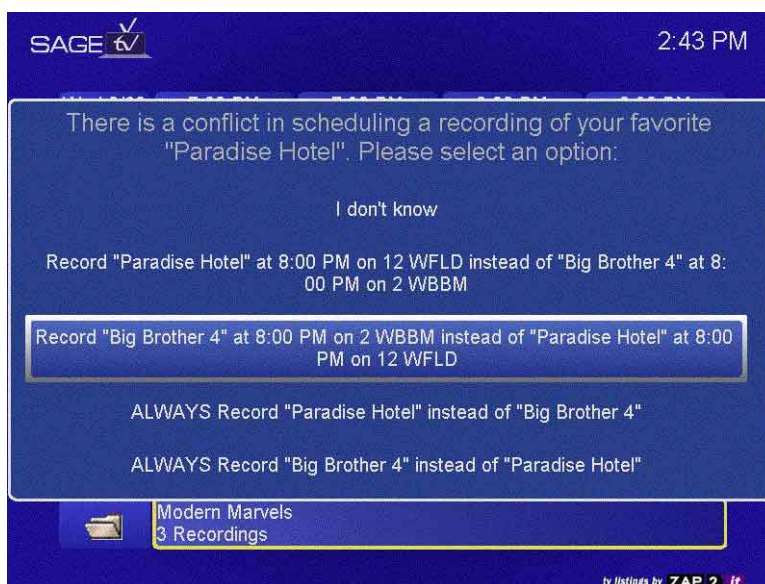 SAGE tv
2:43 PM
There is a conflict in scheduling a recording of your favorite
"Paradise Hotel". Please select an option:
I don't know
Record "Paradise Hotel" at 8:00 PM on 12 WFLD instead of "Big Brother 4" at 8:
00 PM on 2 WBBM
Record "Big Brother 4" at 8:00 PM on 2 WBBM instead of "Paradise Hotel" at 8:00
PM on 12 WFLD
ALWAYS Record "Paradise Hotel" instead of "Big Brother 4"
ALWAYS Record "Big Brother 4" instead of "Paradise Hotel"
Modern Marvels
3 Recordings
tv listings by ZAP 2 it